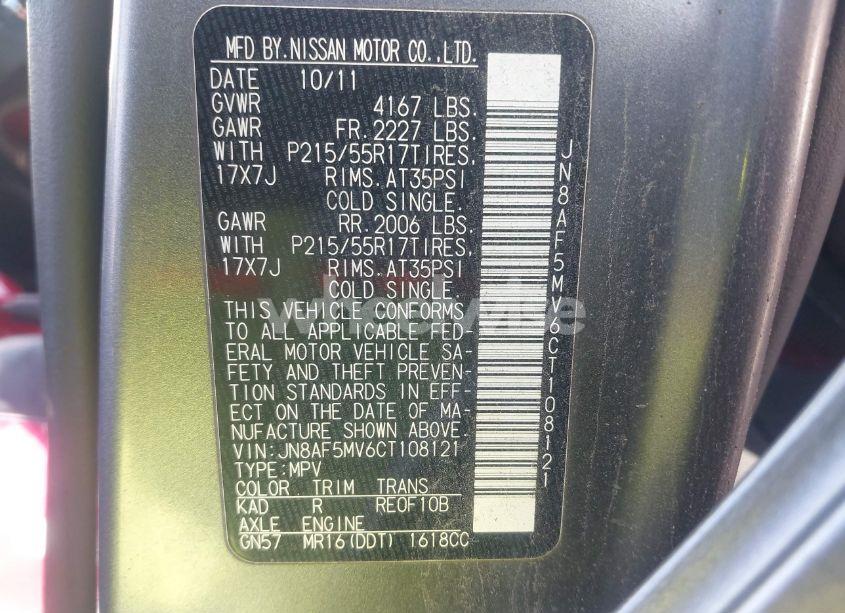 MFD BY.NISSAN MOTOR CO.,LTD.
DATE 10/11
GVWR 4167 LBS.
GAWR FR.2227 LBS.
WITH P215/55R17TIRES,
17X7J RIMS.AT35PSI
COLD SINGLE.
GAWR RR.2006 LBS.
WITH P215/55R17TIRES,
17X7J RIMS.AT35PSI
COLD SINGLE.
THIS VEHICLE CONFORMS
TO ALL APPLICABLE FED-
ERAL MOTOR VEHICLE SA-
FETY AND THEFT PREVEN-
TION STANDARDS IN EFF-
ECT ON THE DATE OF MA-
NUFACTURE SHOWN ABOVE.
VIN:JN8AF5MV6CT108121
TYPE:MPV
COLOR TRIM TRANS
KAD R RE0F10B
AXLE ENGINE
GN57 MR16(DDT) 1618CC
JN8AF5MV6CT108121
wheelwise